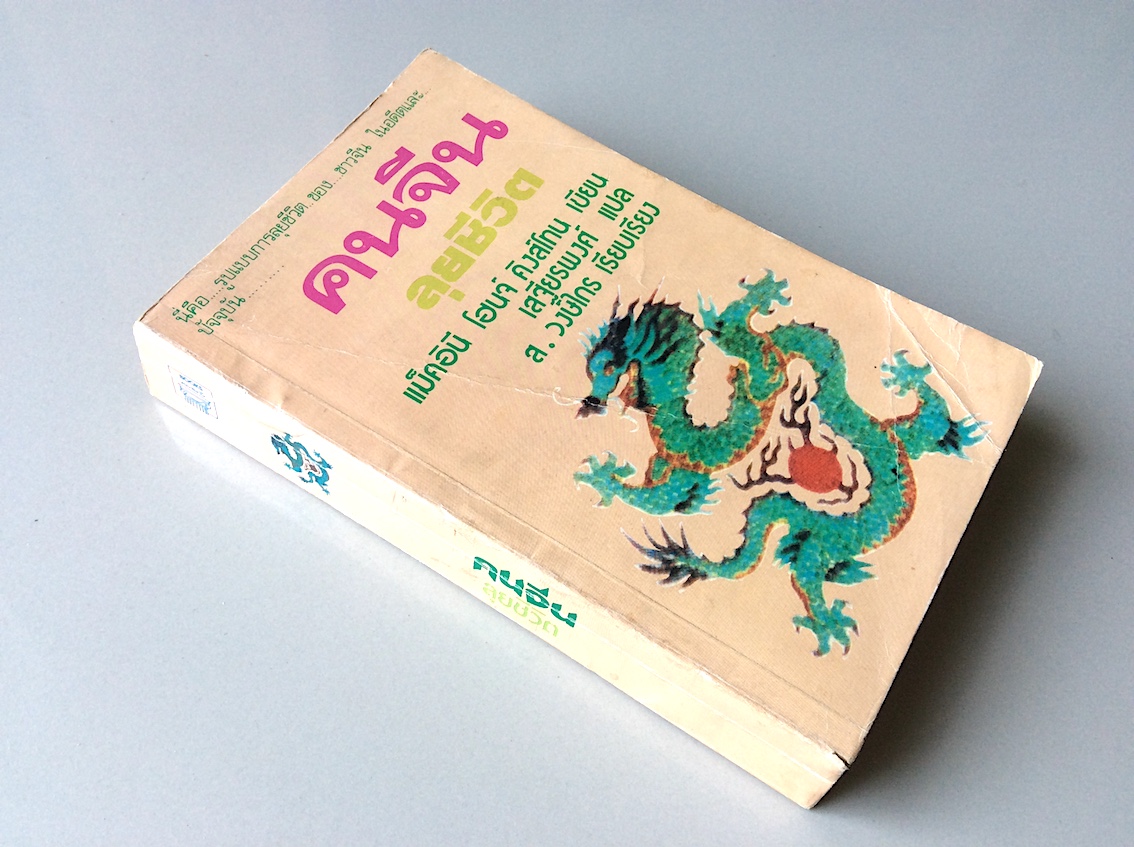 นี่คือ.....รูปแบบการลุยชีวิต..ของ....ชาวจีน ในอดีตและ..
ปัจจุบัน............
คนจีน
ลุยชีวิต
แม็คอินี โฮนจ์ คิงส์โทน เขียน
เสฐียรพงศ์ แปล
ส. วงษ์ไกร เรียบเรียง
คนจีน
ลุยชีวิต